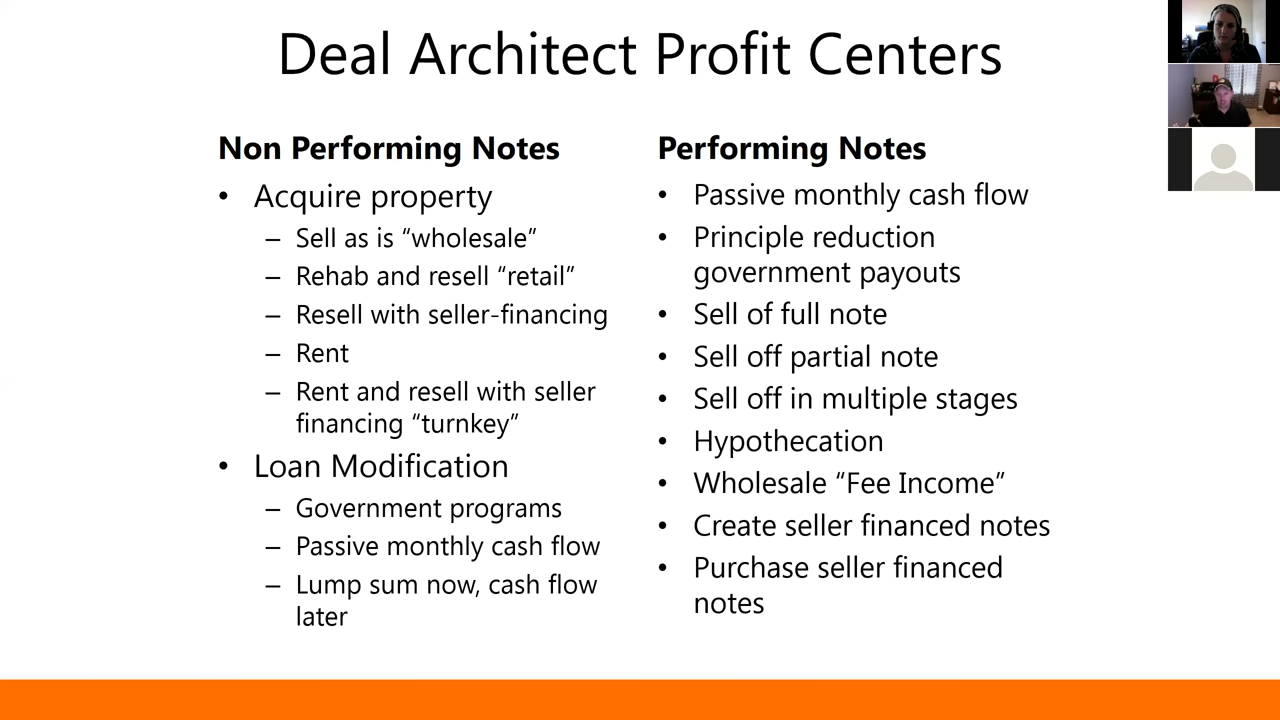 Deal Architect Profit Centers
Non Performing Notes
• Acquire property
– Sell as is “wholesale”
– Rehab and resell “retail”
– Resell with seller-financing
– Rent
– Rent and resell with seller
financing “turnkey”
• Loan Modification
– Government programs
– Passive monthly cash flow
– Lump sum now, cash flow
later
Performing Notes
• Passive monthly cash flow
• Principle reduction
government payouts
• Sell of full note
• Sell off partial note
• Sell off in multiple stages
• Hypothecation
• Wholesale “Fee Income”
• Create seller financed notes
• Purchase seller financed
notes